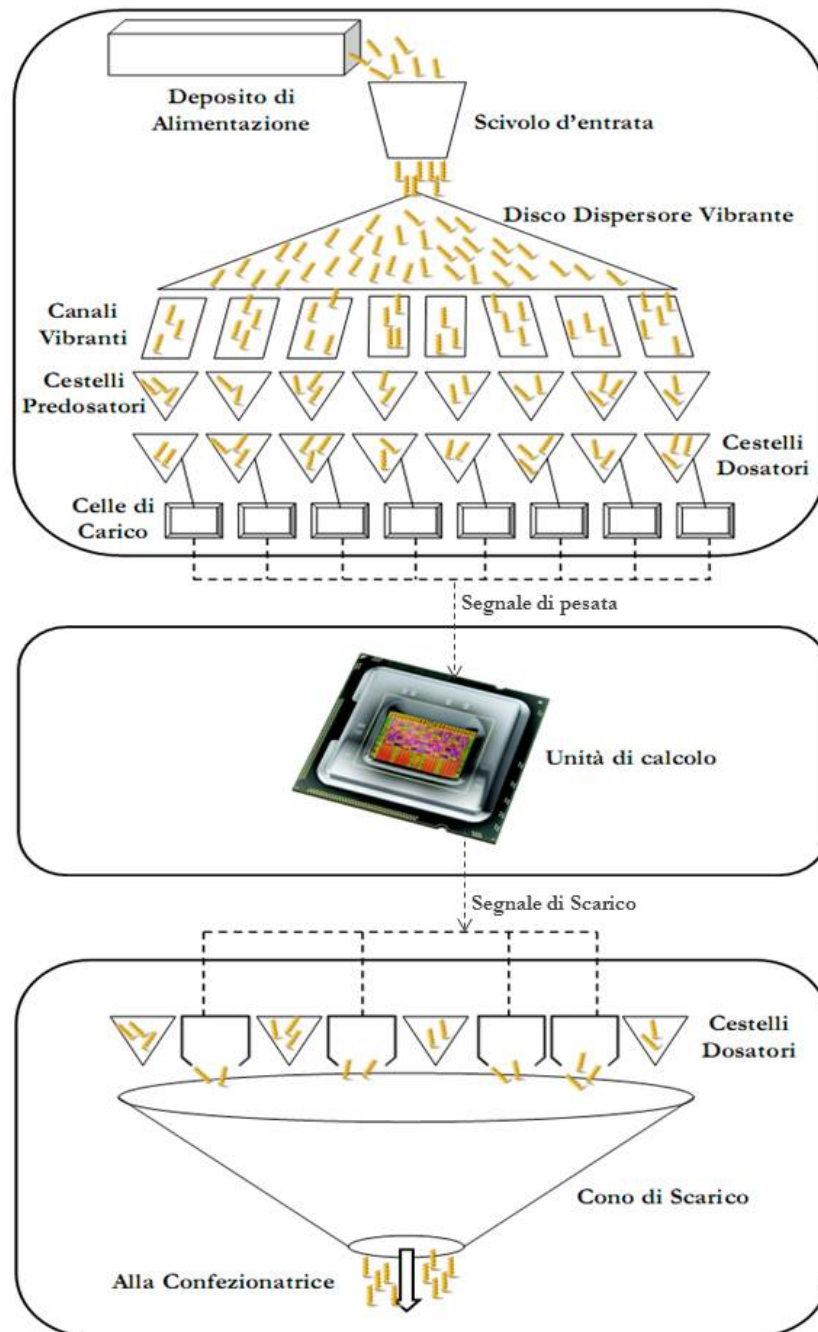 Deposito di
Alimentazione
Scivolo d'entrata
Disco Dispersore Vibrante
Canali
Vibranti
Cestelli
Predosatori
Cestelli
Dosatori
Celle di
Carico
Segnale di pesata
Unità di calcolo
Segnale di Scarico
Cestelli
Dosatori
Cono di Scarico
Alla Confezionatrice